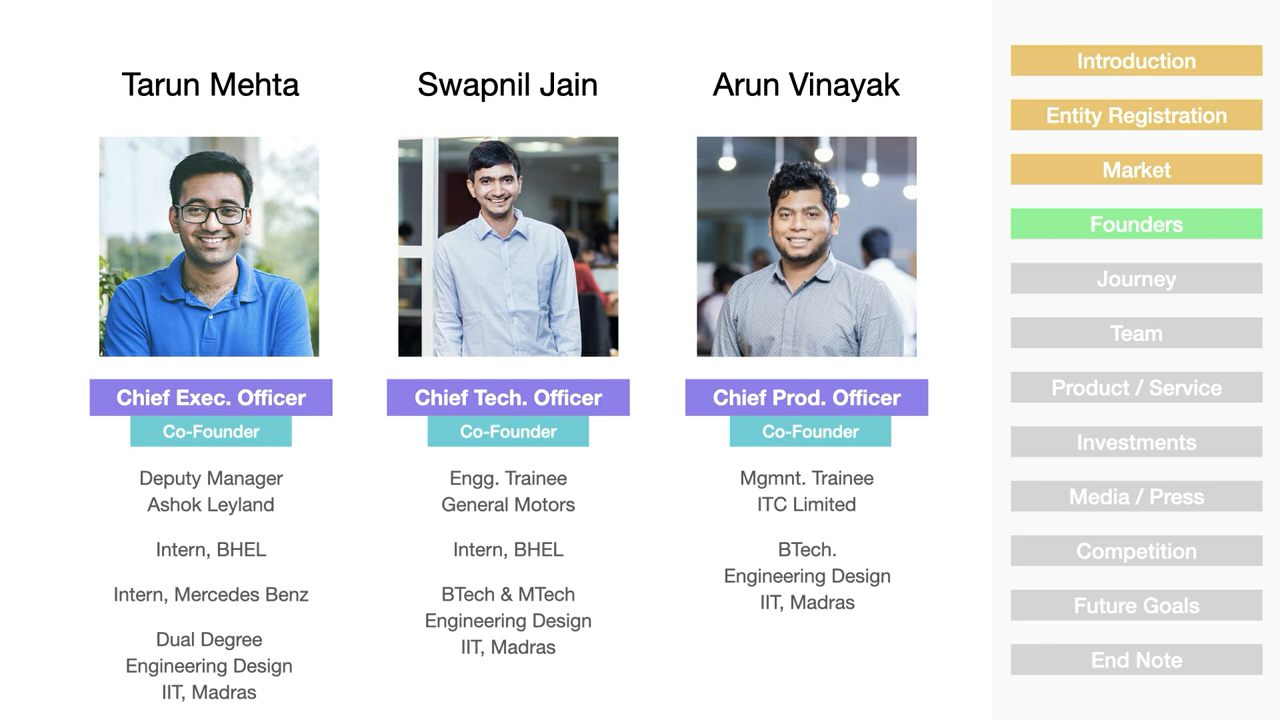 Tarun Mehta
Chief Exec. Officer
Co-Founder
Deputy Manager
Ashok Leyland
Intern, BHEL
Intern, Mercedes Benz
Dual Degree
Engineering Design
IIT, Madras
Swapnil Jain
Chief Tech. Officer
Co-Founder
Engg. Trainee
General Motors
Intern, BHEL
BTech & MTech
Engineering Design
IIT, Madras
Arun Vinayak
Chief Prod. Officer
Co-Founder
Mgmnt. Trainee
ITC Limited
BTech.
Engineering Design
IIT, Madras
Introduction
Entity Registration
Market
Founders
Journey
Team
Product / Service
Investments
Media / Press
Competition
Future Goals
End Note